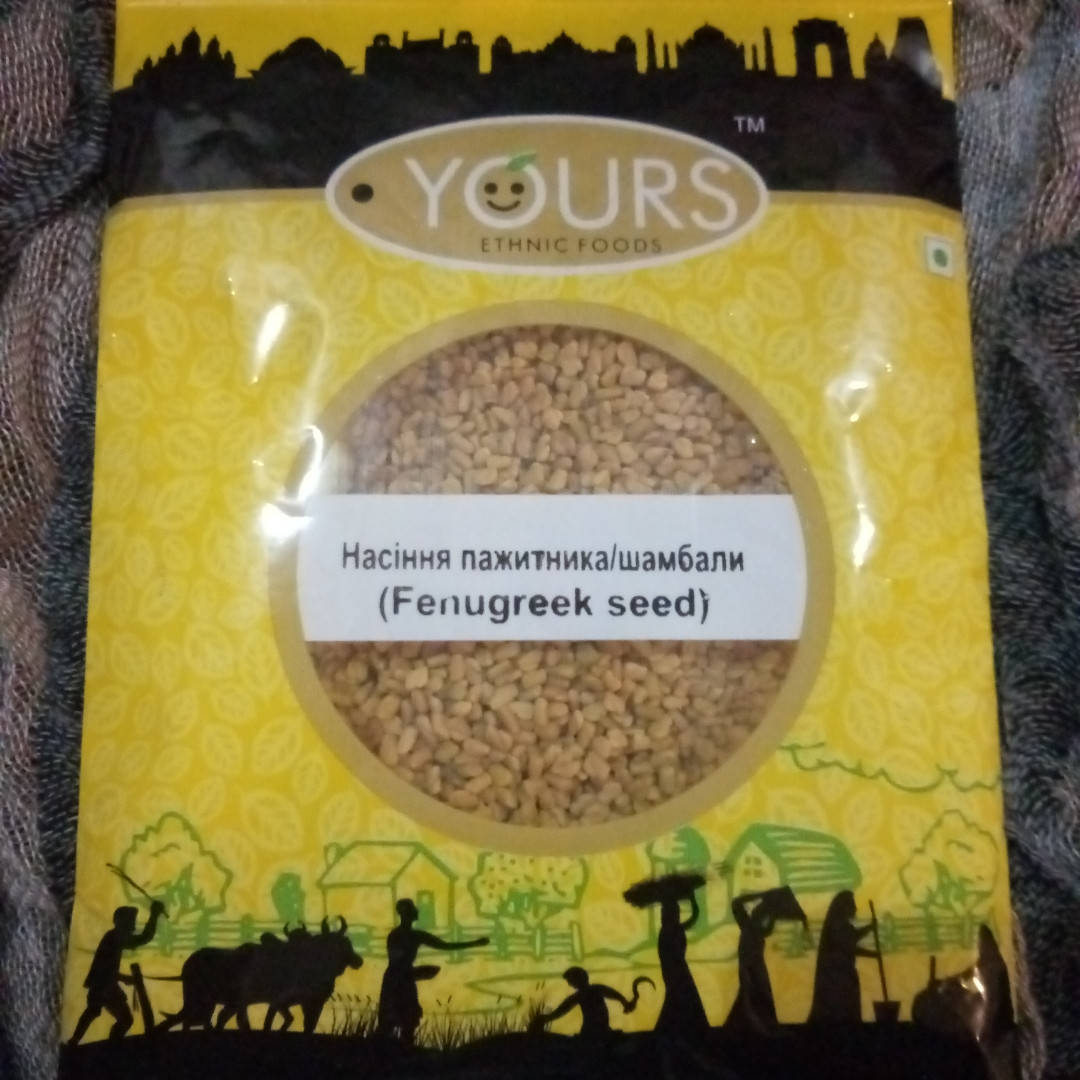 TM
YOURS
ETHNIC FOODS
Насіння пажитника/шамбали
(Fenugreek seed)